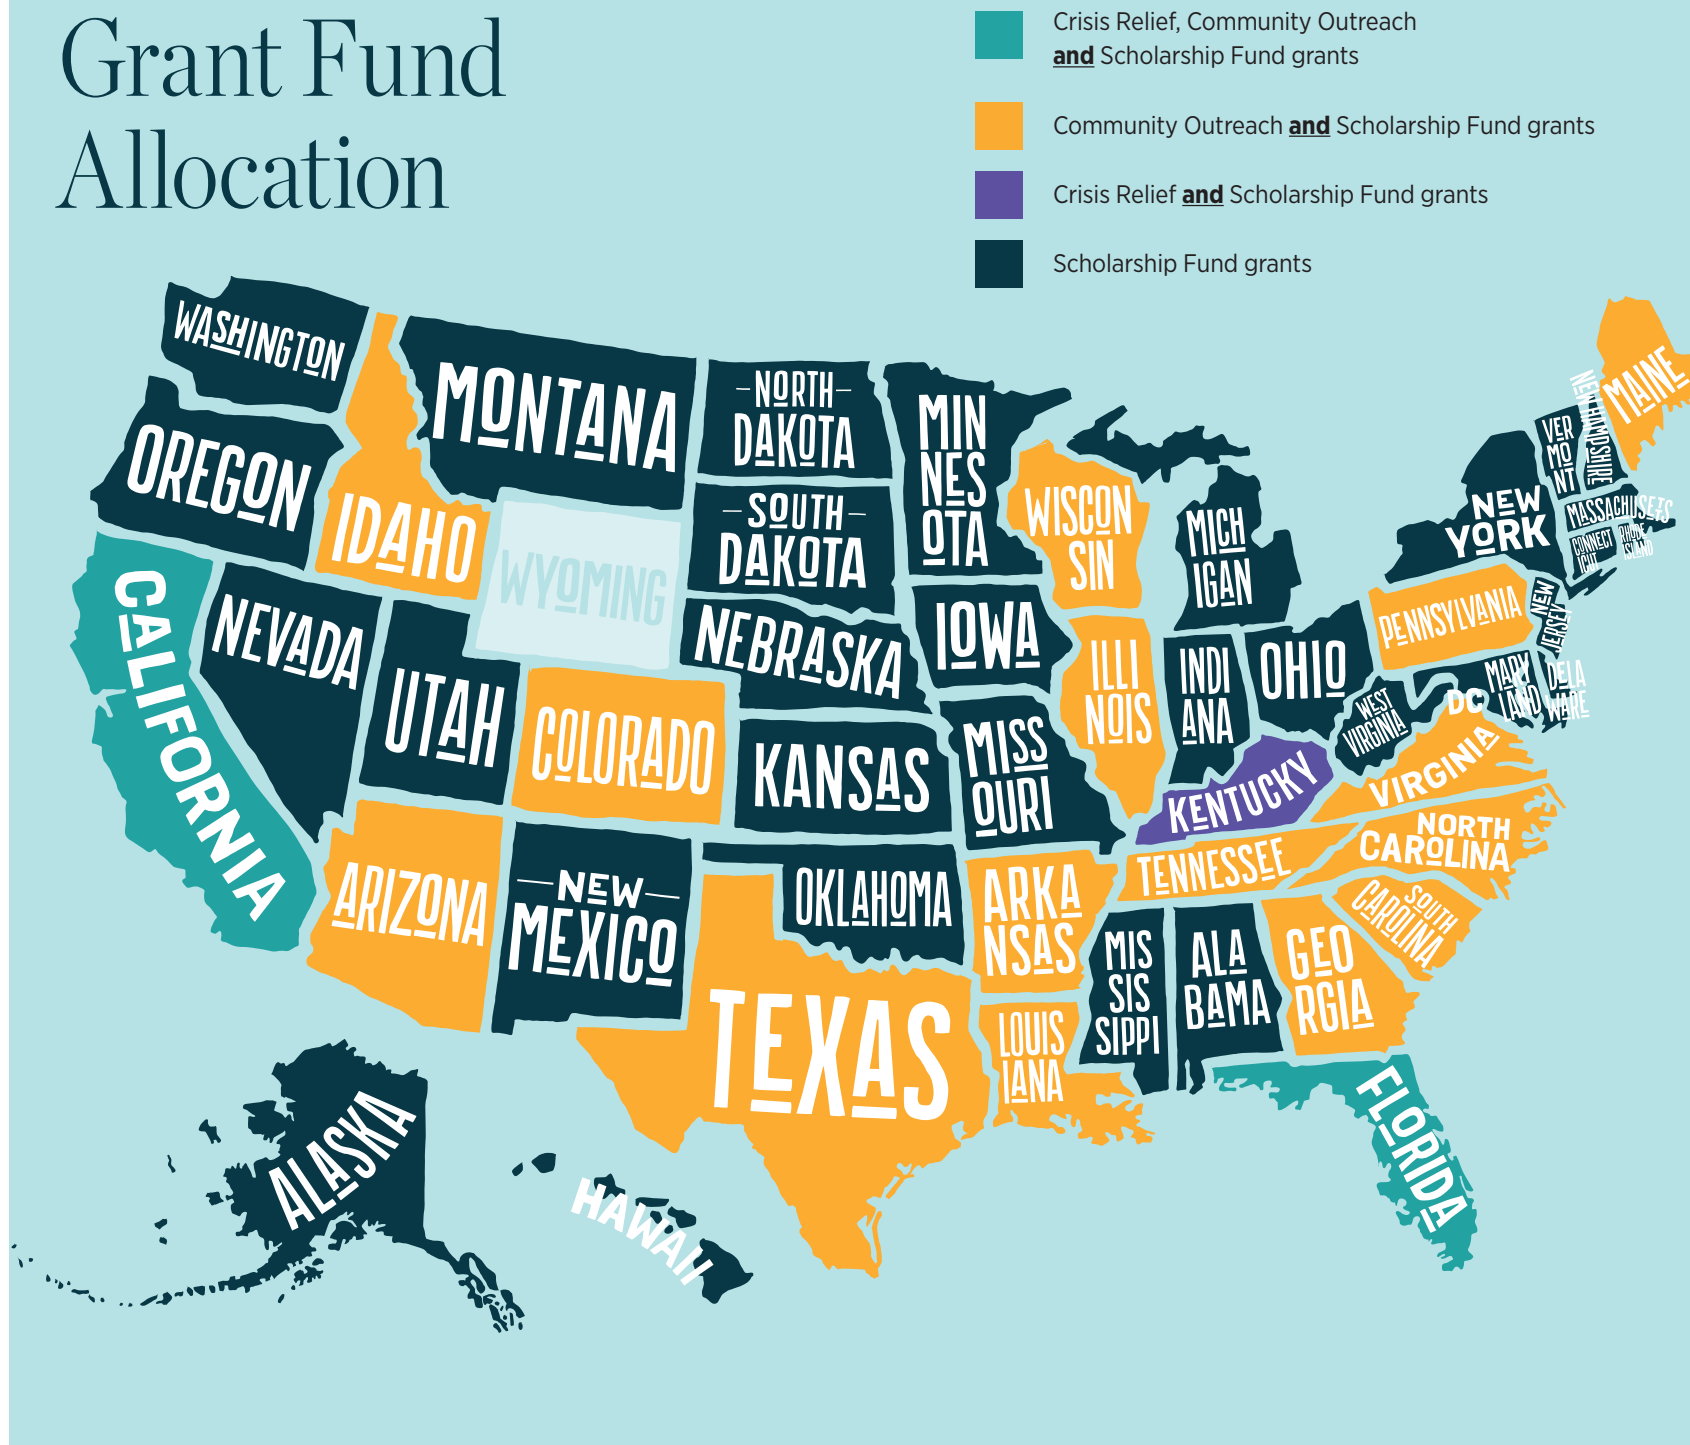 Grant Fund
Allocation
Crisis Relief, Community Outreach
and Scholarship Fund grants
Community Outreach and Scholarship Fund grants
Crisis Relief and Scholarship Fund grants
Scholarship Fund grants
WASHINGTON
OREGON
CALIFORNIA
IDAHO
NEVADA
MONTANA
WYOMING
UTAH
COLORADO
ARIZONA
NEW
MEXICO
NORTH
DAKOTA
SOUTH
DAKOTA
NEBRASKA
KANSAS
OKLAHOMA
TEXAS
MIN
NES
OTA
IOWA
MISS
OURI
ARKA
NSAS
LOUIS
IANA
WISCON
SIN
ILLI
NOIS
MICH
IGAN
INDI
ANA
OHIO
KENTUCKY
TENNESSEE
MIS
SIS
SIPPI
ALA
BAMA
GEO
RGIA
FLORIDA
SOUTH
CAROLINA
NORTH
CAROLINA
VIRGINIA
WEST
VIRGINIA
DC
MARY
LAND
DELA
WARE
PENNSYLVANIA
NEW
JERSEY
NEW
YORK
CONNECT
ICUT
RHODE
ISLAND
MASSACHUSETS
VER
MO
NT
NEW HAMPSHIRE
MAINE
ALASKA
HAWAII